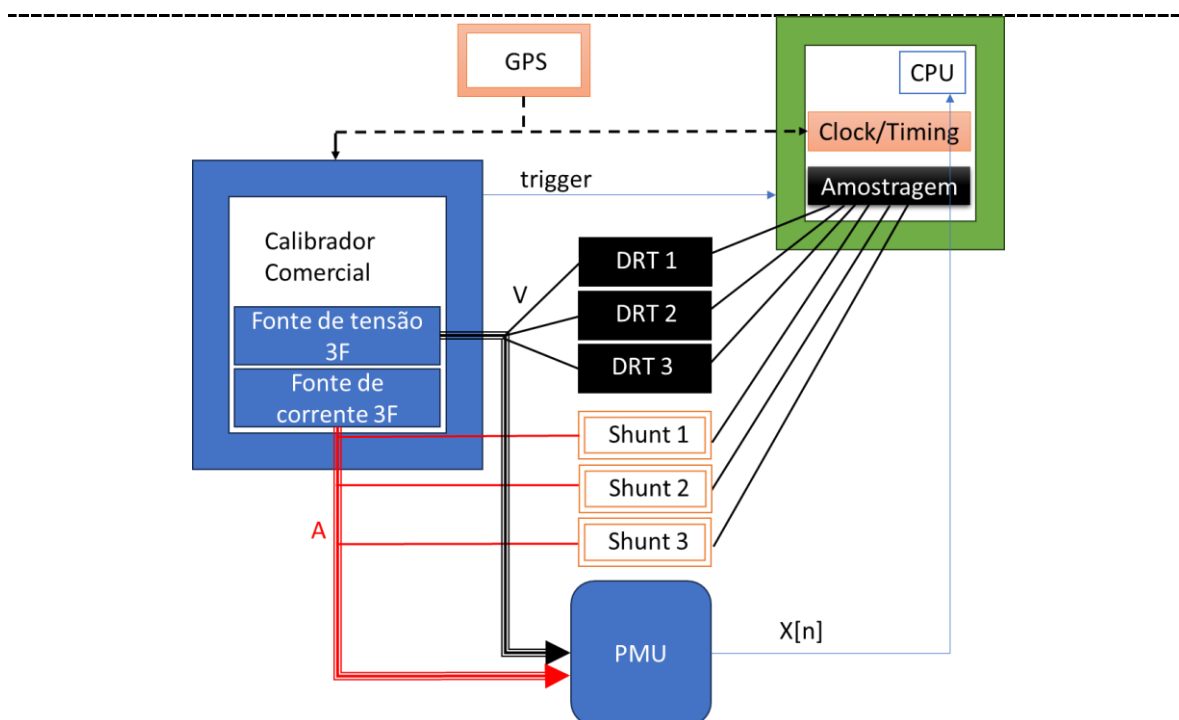 GPS
CPU
Clock/Timing
trigger
Amostragem
Calibrador
Comercial
DRT 1
V
DRT 2
Fonte de tensão
3F
DRT 3
Fonte de
corrente 3F
Shunt 1
Shunt 2
A
Shunt 3
X[n]
PMU